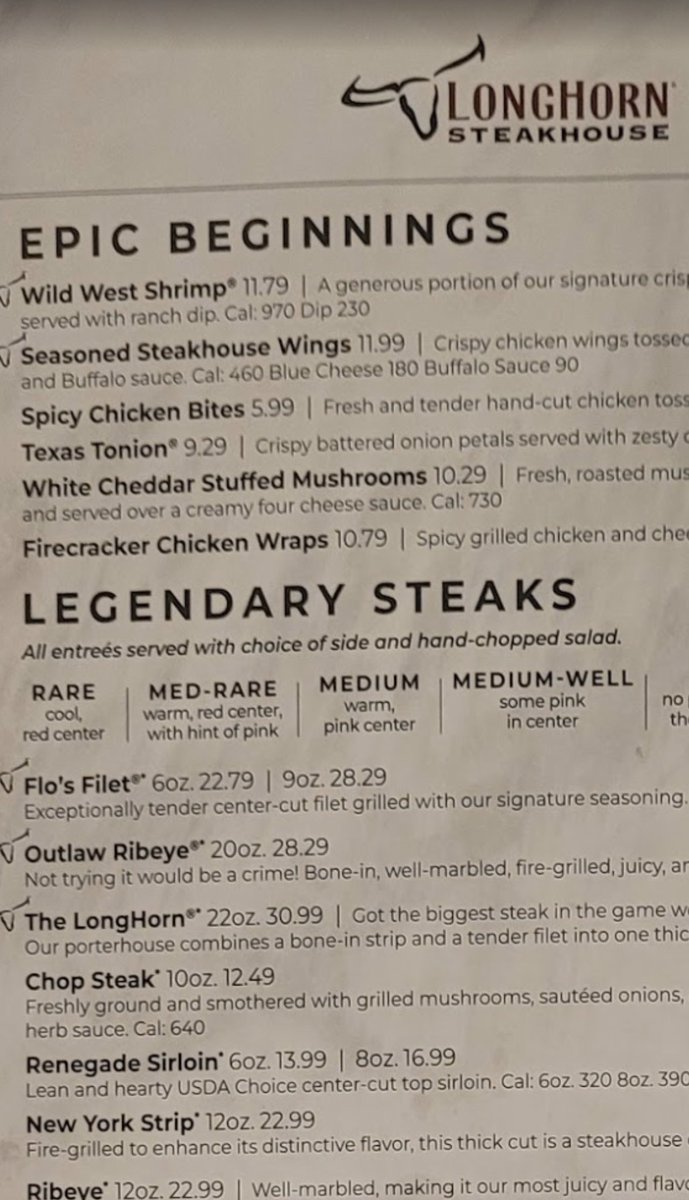 LONGHORN®
STEAKHOUSE
EPIC BEGINNINGS
Wild West Shrimp® 11.79 | A generous portion of our signature
served with ranch dip. Cal: 970 Dip 230
Seasoned Steakhouse Wings 11.99 | Crispy chicken wings tossed
and Buffalo sauce. Cal: 460 Blue Cheese 180 Buffalo Sauce 90
Spicy Chicken Bites 5.99 | Fresh and tender hand-cut chicken
Texas Tonion® 9.29 | Crispy battered onion petals served with zesty
White Cheddar Stuffed Mushrooms 10.29 | Fresh, roasted
and served over a creamy four cheese sauce. Cal: 730
Firecracker Chicken Wraps 10.79 | Spicy grilled chicken and
LEGENDARY STEAKS
All entreés served with choice of side and hand-chopped salad.
RARE
cool,
red center
MED-RARE
warm, red center,
with hint of pink
MEDIUM
warm,
pink center
MEDIUM-WELL
some pink
in center
no
Flo's Filet®* 6oz. 22.79 | 9oz. 28.29
Exceptionally tender center-cut filet grilled with our signature seasoning.
Outlaw Ribeye®* 20oz. 28.29
Not trying it would be a crime! Bone-in, well-marbled, fire-grilled, juicy,
The LongHorn®* 22oz. 30.99 | Got the biggest steak in the game
Our porterhouse combines a bone-in strip and a tender filet into one
Chop Steak* 10oz. 12.49
Freshly ground and smothered with grilled mushrooms, sautéed onions,
herb sauce. Cal: 640
Renegade Sirloin* 6oz. 13.99 | 8oz. 16.99
Lean and hearty USDA Choice center-cut top sirloin. Cal: 6oz. 320 8oz. 390
New York Strip* 12oz. 22.99
Fire-grilled to enhance its distinctive flavor, this thick cut is a steakhouse
Ribeye* 12oz. 22.99 | Well-marbled, making it our most juicy and